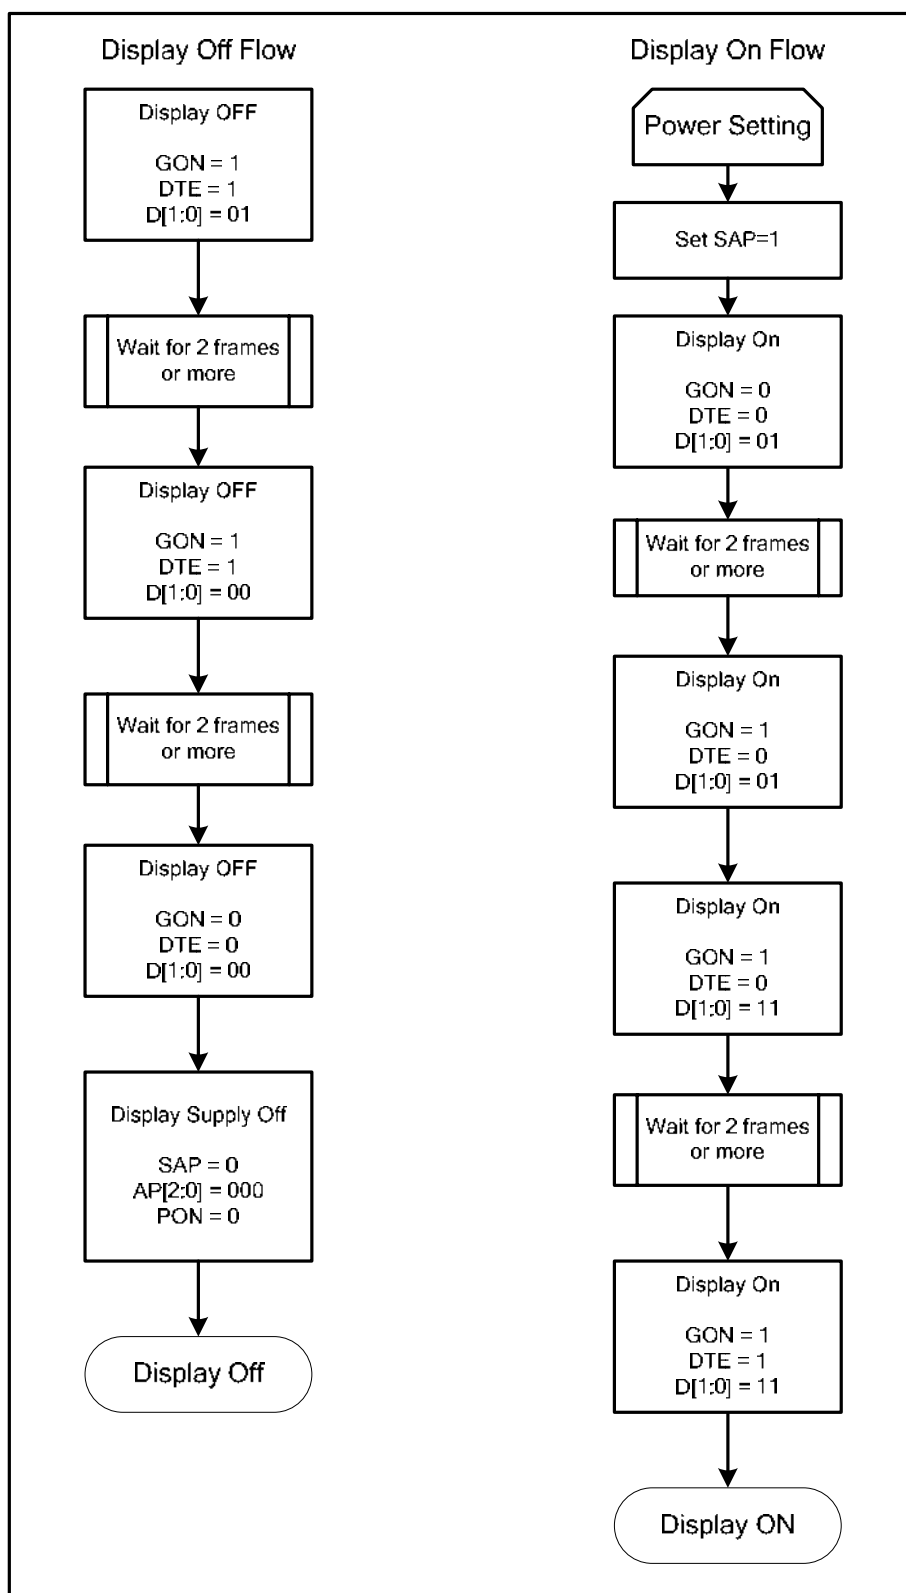 Display Off Flow
Display OFF
GON = 1
DTE = 1
D[1:0] = 01
Wait for 2 frames
or more
Display OFF
GON = 1
DTE = 1
D[1:0] = 00
Wait for 2 frames
or more
Display OFF
GON = 0
DTE = 0
D[1:0] = 00
Display Supply Off
SAP = 0
AP[2:0] = 000
PON = 0
Display Off
Display On Flow
Power Setting
Set SAP=1
Display On
GON = 0
DTE = 0
D[1:0] = 01
Wait for 2 frames
or more
Display On
GON = 1
DTE = 0
D[1:0] = 01
Display On
GON = 1
DTE = 0
D[1:0] = 11
Wait for 2 frames
or more
Display On
GON = 1
DTE = 1
D[1:0] = 11
Display ON